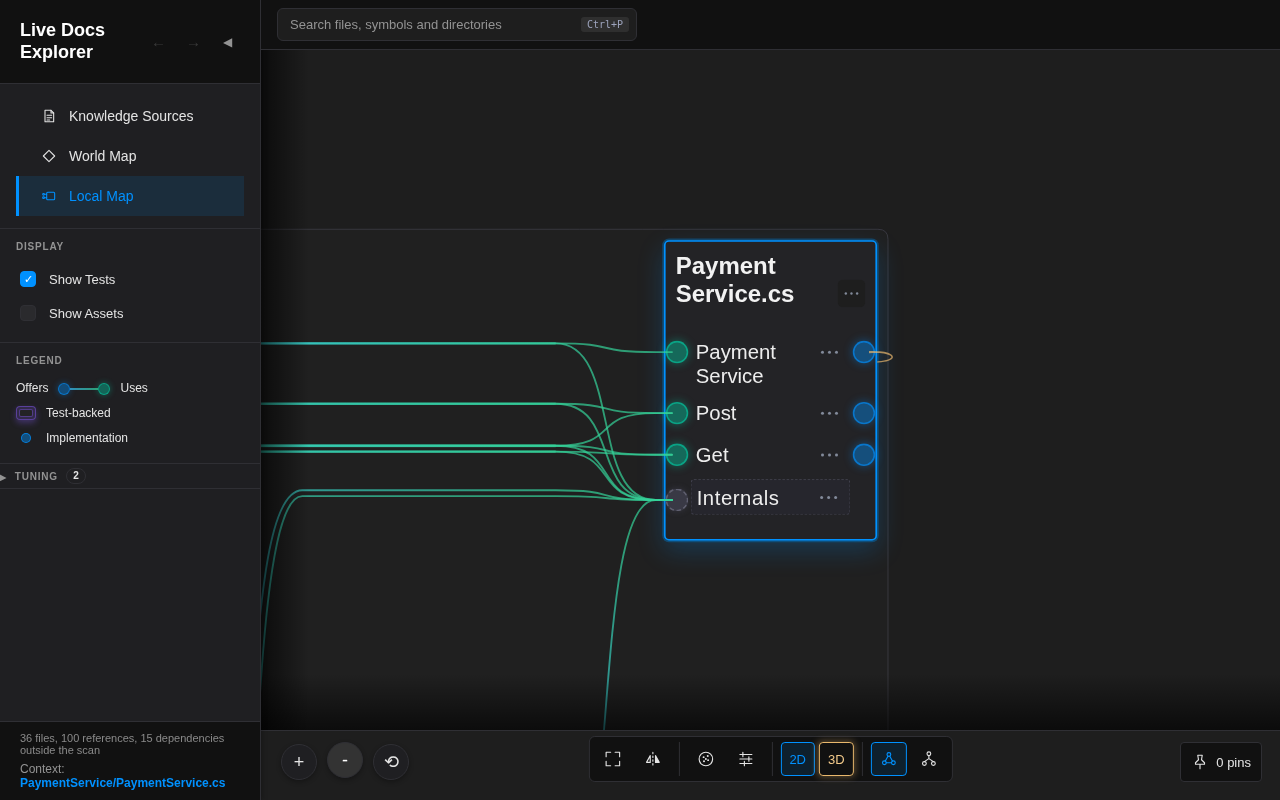 Live Docs
Explorer
Search files, symbols and directories
Ctrl+P
Knowledge Sources
World Map
Local Map
DISPLAY
Show Tests
Show Assets
LEGEND
Offers
Uses
Test-backed
Implementation
TUNING
2
Payment
Service.cs
Payment
Service
Post
Get
Internals
36 files, 100 references, 15 dependencies
outside the scan
Context:
PaymentService/PaymentService.cs
+
-
2D
3D
0 pins